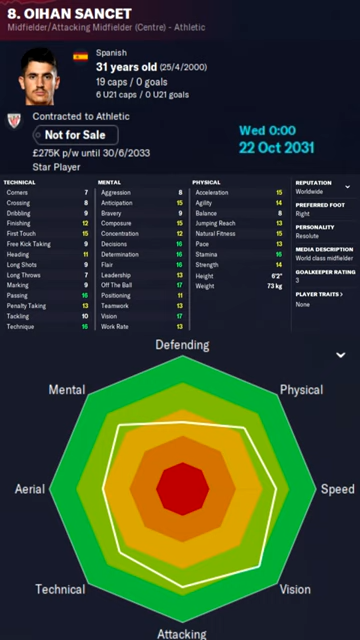 8. OIHAN SANCET
Midfielder/Attacking Midfielder (Centre) - Athletic
Spanish
31 years old (25/4/2000)
19 caps / 0 goals
6 U21 caps / 0 U21 goals
Contracted to Athletic
Not for Sale
£275K p/w until 30/6/2033
Star Player
Wed 0:00
22 Oct 2031
TECHNICAL
Corners 7
Crossing 8
Dribbling 9
Finishing 12
First Touch 15
Free Kick Taking 9
Heading 11
Long Shots 9
Long Throws 7
Marking 9
Passing 16
Penalty Taking 13
Tackling 10
Technique 16
MENTAL
Aggression 8
Anticipation 15
Bravery 9
Composure 15
Concentration 12
Decisions 16
Determination 16
Flair 16
Leadership 13
Off The Ball 17
Positioning 11
Teamwork 13
Vision 17
Work Rate 13
PHYSICAL
Acceleration 15
Agility 14
Balance 8
Jumping Reach 13
Natural Fitness 15
Pace 13
Stamina 16
Strength 14
Height 6'2"
Weight 73 kg
REPUTATION
Worldwide
PREFERRED FOOT
Right
PERSONALITY
Resolute
MEDIA DESCRIPTION
World class midfielder
GOALKEEPER RATING
3
PLAYER TRAITS >
None
Defending
Mental
Physical
Aerial
Speed
Technical
Vision
Attacking